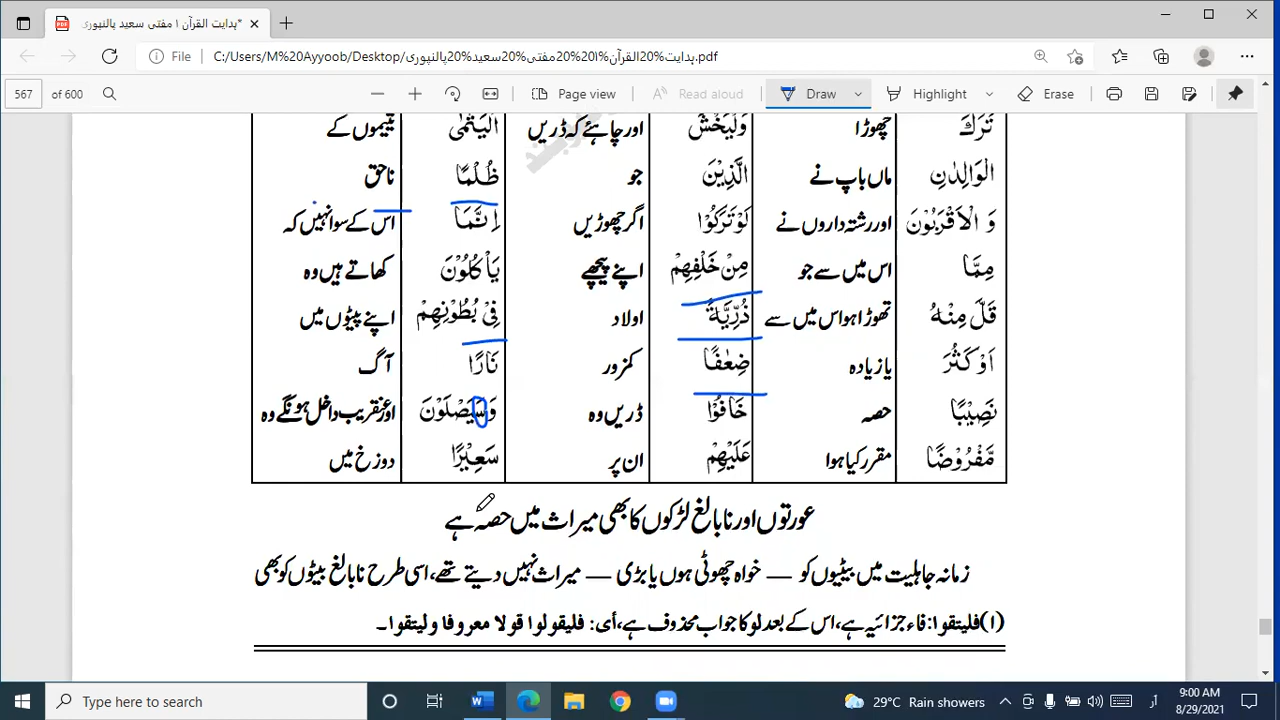 ہدایت القرآن ۱ مفتی سعید پالنپوری*
File
C:/Users/M%20Ayyoob/Desktop/ہدایت%20القرآن%20۱%20مفتی%20سعید%20پالنپوری.pdf
567 of 600
Page view
Read aloud
Draw
Highlight
Erase
تَرَكَ چھوڑا وَلْيَخْشَ اور چاہئے کہ ڈریں الْيَتٰمٰى یتیموں کے
الْوَالِدٰنِ ماں باپ نے الَّذِيْنَ جو ظُلْمًا ناحق
وَ الْاَقْرَبُوْنَ اور رشتہ داروں نے لَوْتَرَكُوْا اگر چھوڑیں اِنَّمَا اس کے سوا نہیں کہ
مِمَّا اس میں سے جو مِنْ خَلْفِهِمْ اپنے پیچھے يَاْكُلُوْنَ کھاتے ہیں وہ
قَلَّ مِنْهُ تھوڑا ہو اس میں سے ذُرِّيَّةً اولاد فِيْ بُطُوْنِهِمْ اپنے پیٹوں میں
اَوْ كَثُرَ یا زیادہ ضِعٰفًا کمزور نَارًا آگ
نَصِيْبًا حصہ خَافُوْا ڈریں وہ وَسَيَصْلَوْنَ اور عنقریب داخل ہونگے وہ
مَّفْرُوْضًا مقرر کیا ہوا عَلَيْهِمْ ان پر سَعِيْرًا دوزخ میں
عورتوں اور نابالغ لڑکوں کا بھی میراث میں حصہ ہے
زمانہ جاہلیت میں بیٹیوں کو — خواہ چھوٹی ہوں یا بڑی — میراث نہیں دیتے تھے، اسی طرح نابالغ بیٹوں کو بھی
(۱) فلیتقوا: فاء جزائیہ ہے، اس کے بعد لو کا جواب محذوف ہے، أی: فلیقولوا قولا معروفا ولیتقوا۔
Type here to search
29°C Rain showers
أر
9:00 AM
8/29/2021